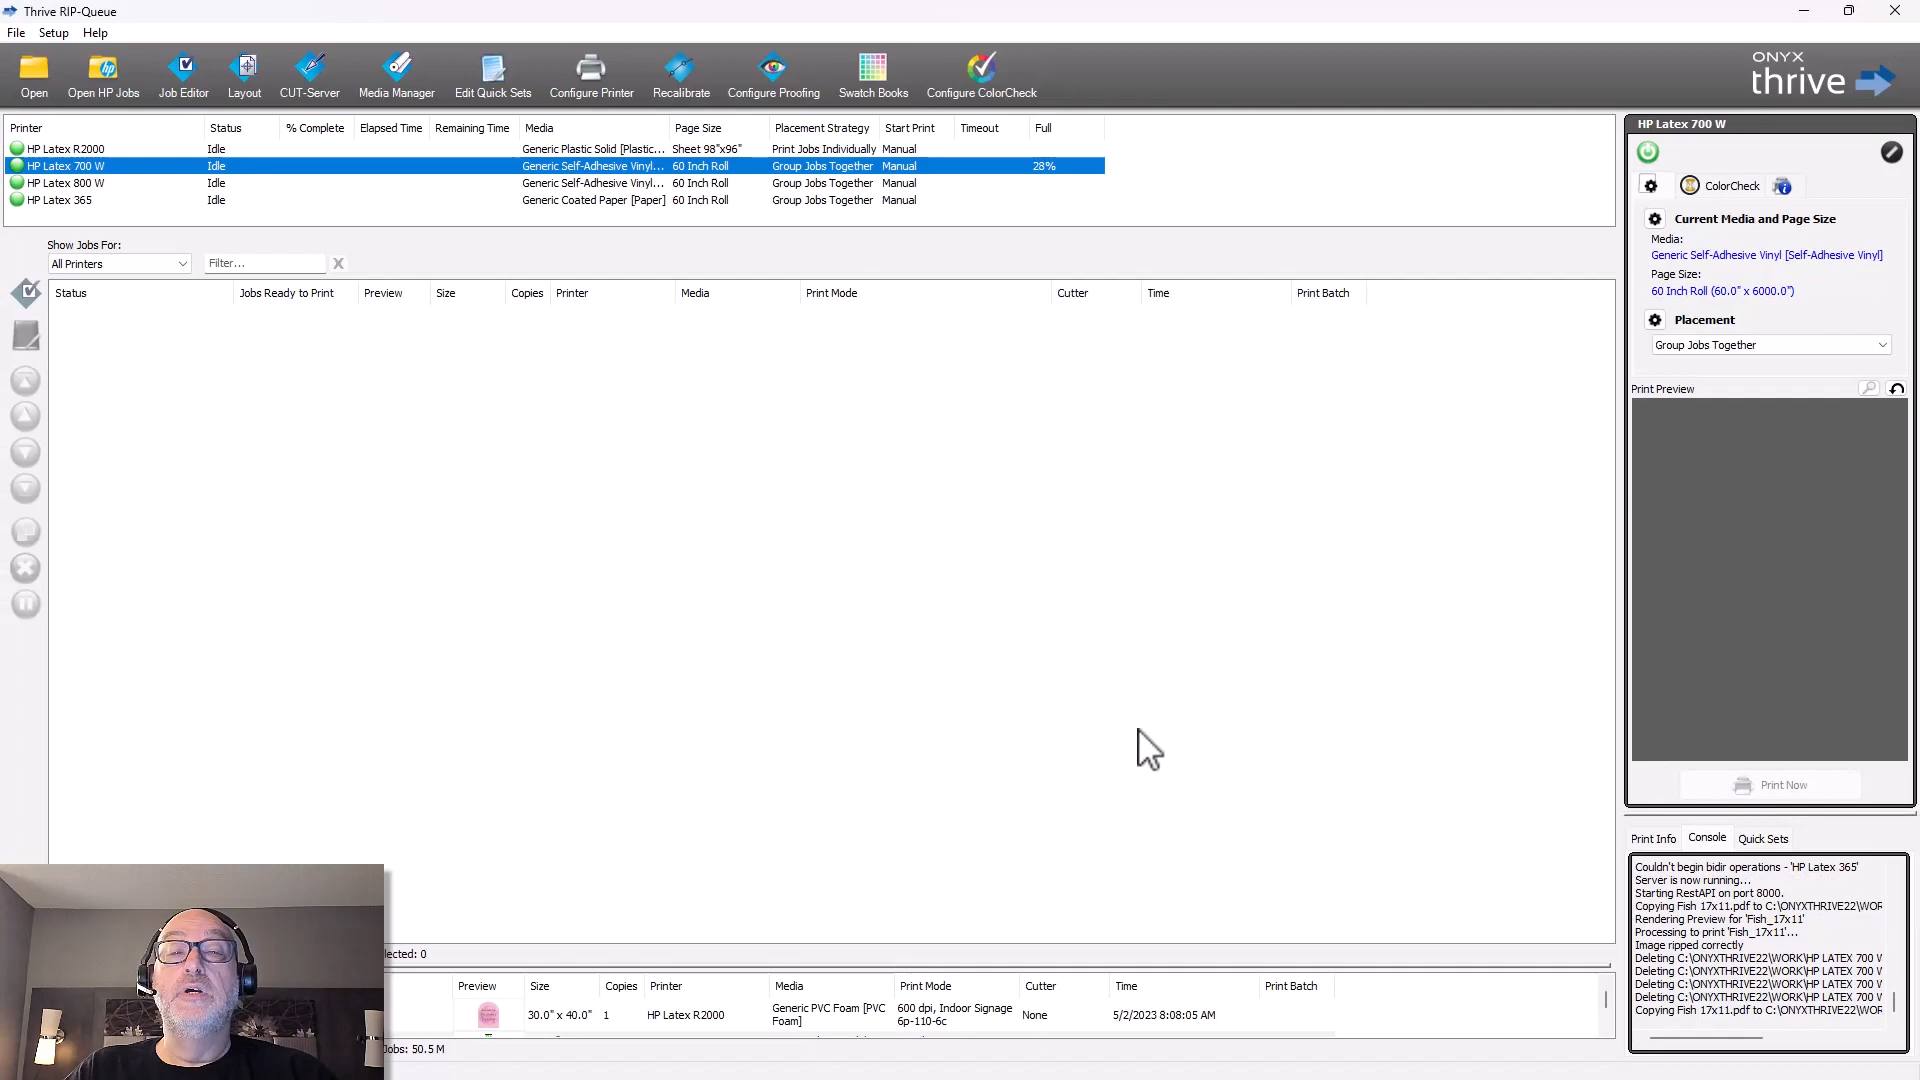 Thrive RIP-Queue
File Setup Help
Open Open HP Jobs Job Editor Layout CUT-Server Media Manager Edit Quick Sets Configure Printer Recalibrate Configure Proofing Swatch Books Configure ColorCheck
ONYX
thrive
Printer Status % Complete Elapsed Time Remaining Time Media Page Size Placement Strategy Start Print Timeout Full
HP Latex R2000 Idle Generic Plastic Solid [Plastic... Sheet 98"x96" Print Jobs Individually Manual
HP Latex 700 W Idle Generic Self-Adhesive Vinyl... 60 Inch Roll Group Jobs Together Manual 28%
HP Latex 800 W Idle Generic Self-Adhesive Vinyl... 60 Inch Roll Group Jobs Together Manual
HP Latex 365 Idle Generic Coated Paper [Paper] 60 Inch Roll Group Jobs Together Manual
Show Jobs For:
All Printers Filter... X
Status Jobs Ready to Print Preview Size Copies Printer Media Print Mode Cutter Time Print Batch
lected: 0
Preview Size Copies Printer Media Print Mode Cutter Time Print Batch
30.0" x 40.0" 1 HP Latex R2000 Generic PVC Foam [PVC Foam] 600 dpi, Indoor Signage 6p-110-6c None 5/2/2023 8:08:05 AM
Jobs: 50.5 M
HP Latex 700 W
ColorCheck
Current Media and Page Size
Media:
Generic Self-Adhesive Vinyl [Self-Adhesive Vinyl]
Page Size:
60 Inch Roll (60.0" x 6000.0")
Placement
Group Jobs Together
Print Preview
Print Now
Print Info Console Quick Sets
Couldn't begin bidir operations - 'HP Latex 365'
Server is now running...
Starting RestAPI on port 8000.
Copying Fish 17x11.pdf to C:\ONYXTHRIVE22\WOR
Rendering Preview for 'Fish_17x11'
Processing to print 'Fish_17x11'...
Image ripped correctly
Deleting C:\ONYXTHRIVE22\WORK\HP LATEX 700 W
Deleting C:\ONYXTHRIVE22\WORK\HP LATEX 700 W
Deleting C:\ONYXTHRIVE22\WORK\HP LATEX 700 W
Deleting C:\ONYXTHRIVE22\WORK\HP LATEX 700 W
Copying Fish 17x11.pdf to C:\ONYXTHRIVE22\WOR